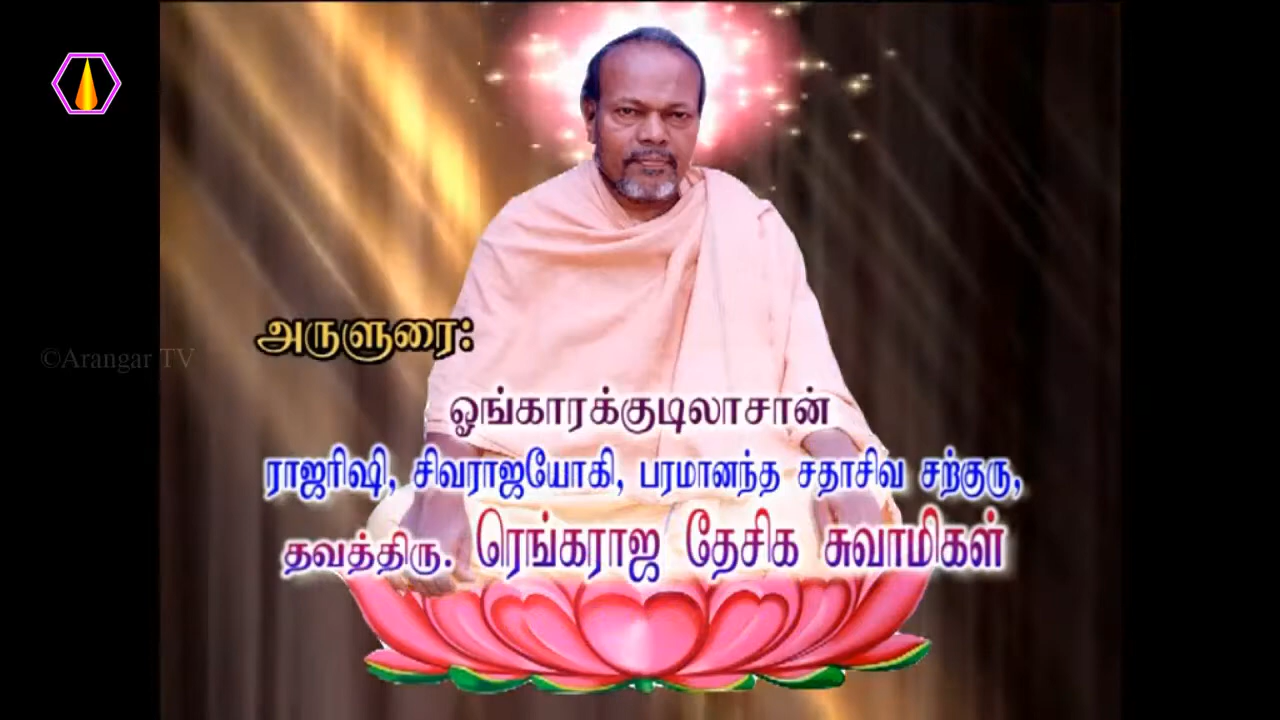 அருளுரை:
©Arangar TV
ஓங்காரக்குடிலாசான்
ராஜரிஷி, சிவராஜயோகி, பரமானந்த சதாசிவ சற்குரு,
தவத்திரு. ரெங்கராஜ தேசிக சுவாமிகள்